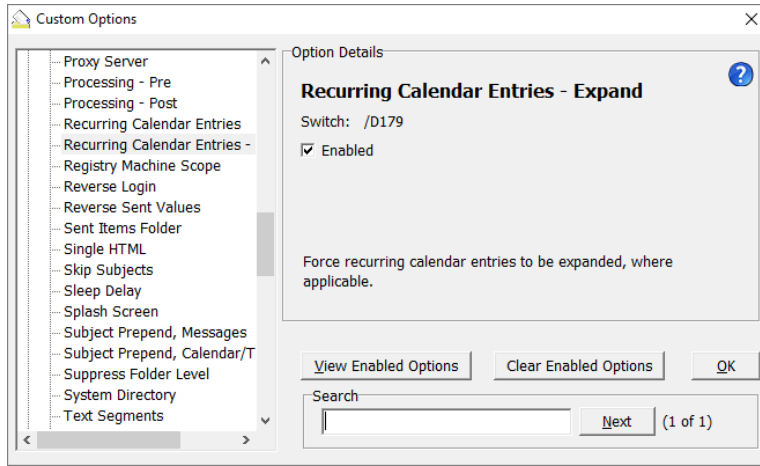 Custom Options
Proxy Server
Processing - Pre
Processing - Post
Recurring Calendar Entries
Recurring Calendar Entries -
Registry Machine Scope
Reverse Login
Reverse Sent Values
Sent Items Folder
Single HTML
Skip Subjects
Sleep Delay
Splash Screen
Subject Prepend, Messages
Subject Prepend, Calendar/T
Suppress Folder Level
System Directory
Text Segments
Option Details
?
Recurring Calendar Entries - Expand
Switch: /D179
Enabled
Force recurring calendar entries to be expanded, where
applicable.
View Enabled Options
Clear Enabled Options
OK
Search
Next
(1 of 1)